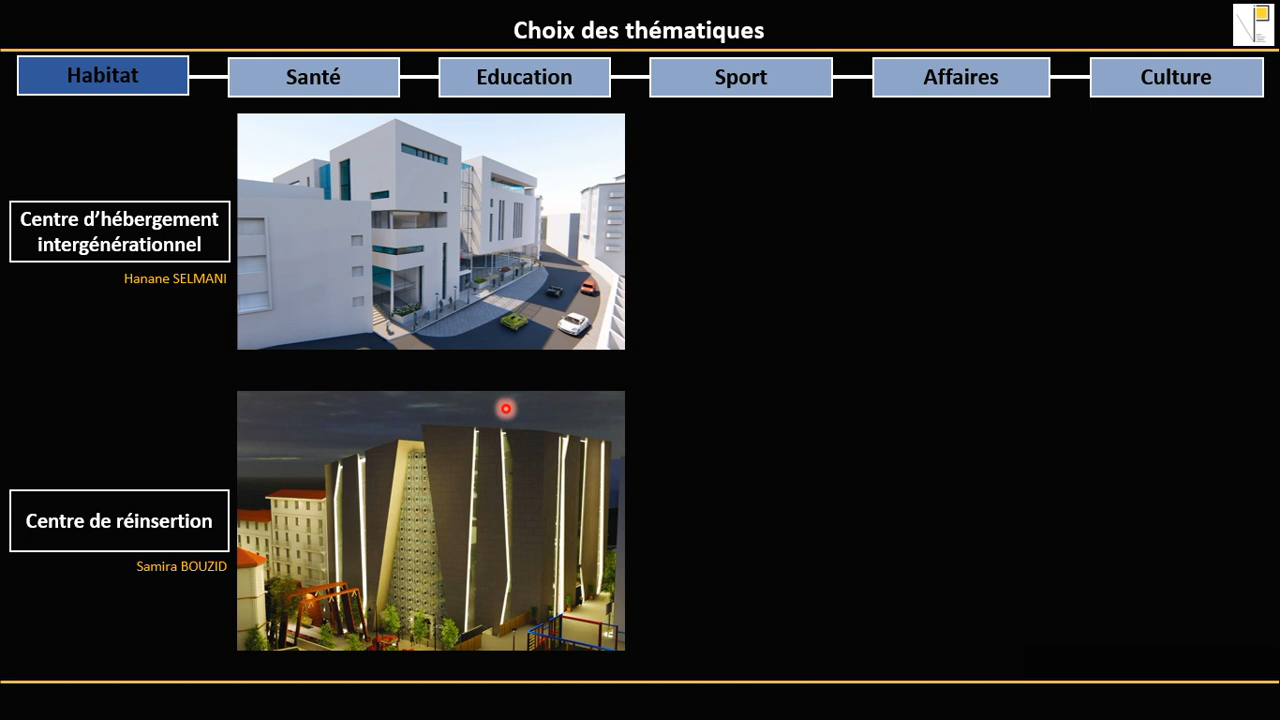 Choix des thématiques
Habitat
Santé
Education
Sport
Affaires
Culture
Centre d’hébergement
intergénérationnel
Hanane SELMANI
Centre de réinsertion
Samira BOUZID